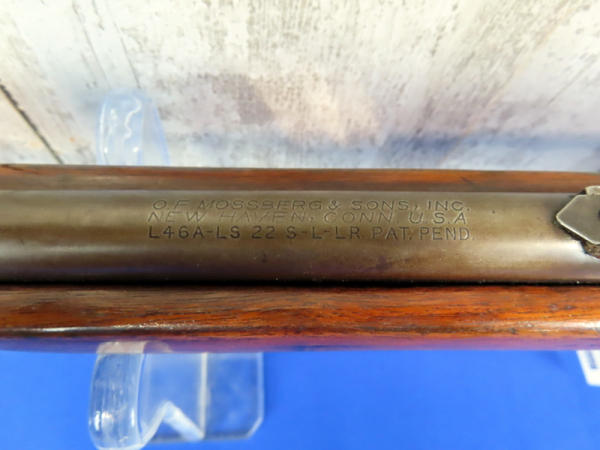 O.F. MOSSBERG & SONS, INC.
NEW HAVEN, CONN. U.S.A.
L46A-LS 22 S-L-LR. PAT. PEND.